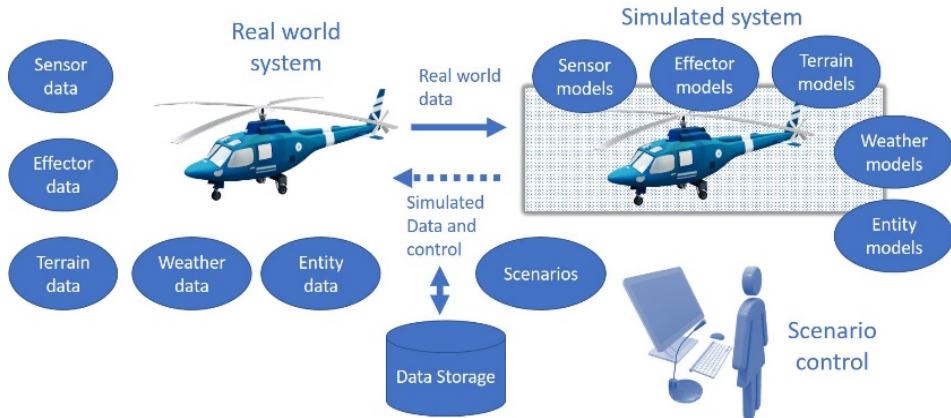 Real world
system
Simulated system
Sensor
data
Real world
data
Sensor
models
Effector
models
Terrain
models
Effector
data
Weather
models
Simulated
Data and
control
Entity
models
Terrain
data
Weather
data
Entity
data
Scenarios
Data Storage
Scenario
control